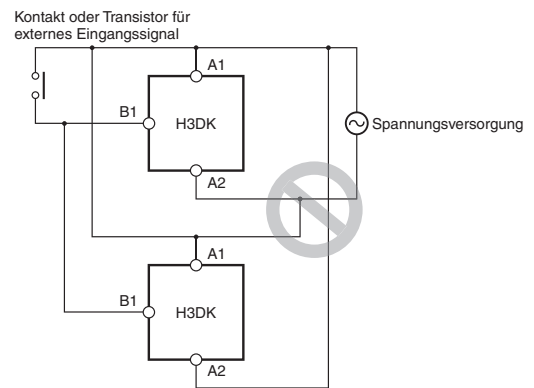 Kontakt oder Transistor für
externes Eingangssignal
A1
B1
H3DK
Spannungsversorgung
A2
A1
B1
H3DK
A2